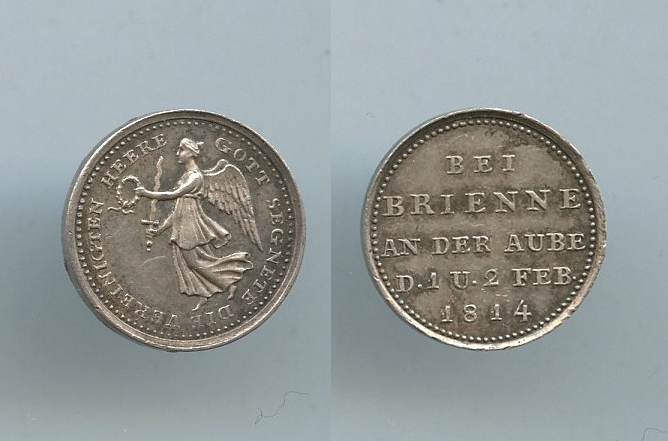 GOTT SEGNETE DIE VEREINIGTEN HEERE
BEI
BRIENNE
AN DER AUBE
D. 1 U. 2 FEB.
1814